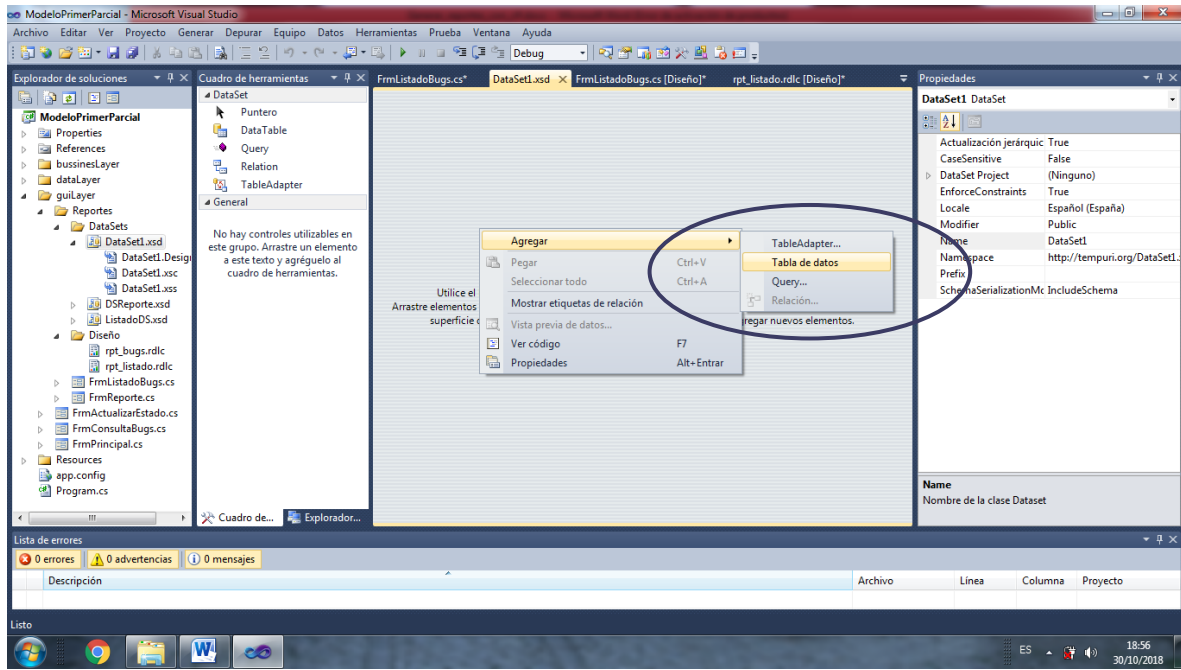 ModeloPrimerParcial - Microsoft Visual Studio
Archivo Editar Ver Proyecto Generar Depurar Equipo Datos Herramientas Prueba Ventana Ayuda
Debug
Explorador de soluciones
ModeloPrimerParcial
Properties
References
bussinesLayer
dataLayer
guiLayer
Reportes
DataSets
DataSet1.xsd
DataSet1.Desig
DataSet1.xsc
DataSet1.xss
DSReporte.xsd
ListadoDS.xsd
Diseño
rpt_bugs.rdlc
rpt_listado.rdlc
FrmListadoBugs.cs
FrmReporte.cs
FrmActualizarEstado.cs
FrmConsultaBugs.cs
FrmPrincipal.cs
Resources
app.config
Program.cs
Cuadro de herramientas
DataSet
Puntero
DataTable
Query
Relation
TableAdapter
General
No hay controles utilizables en
este grupo. Arrastre un elemento
a este texto y agréguelo al
cuadro de herramientas.
Cuadro de... Explorador...
FrmListadoBugs.cs* DataSet1.xsd FrmListadoBugs.cs [Diseño]* rpt_listado.rdlc [Diseño]*
Utilice el
Arrastre elementos
superficie
regar nuevos elementos.
Agregar
Pegar Ctrl+V
Seleccionar todo Ctrl+A
Mostrar etiquetas de relación
Vista previa de datos...
Ver código F7
Propiedades Alt+Entrar
TableAdapter...
Tabla de datos
Query...
Relación...
Propiedades
DataSet1 DataSet
Actualización jerárquic True
CaseSensitive False
DataSet Project (Ninguno)
EnforceConstraints True
Locale Español (España)
Modifier Public
Name DataSet1
Namespace http://tempuri.org/DataSet1.
Prefix
SchemaSerializationMc IncludeSchema
Name
Nombre de la clase Dataset
Lista de errores
0 errores 0 advertencias 0 mensajes
Descripción Archivo Línea Columna Proyecto
Listo
ES 18:56
30/10/2018